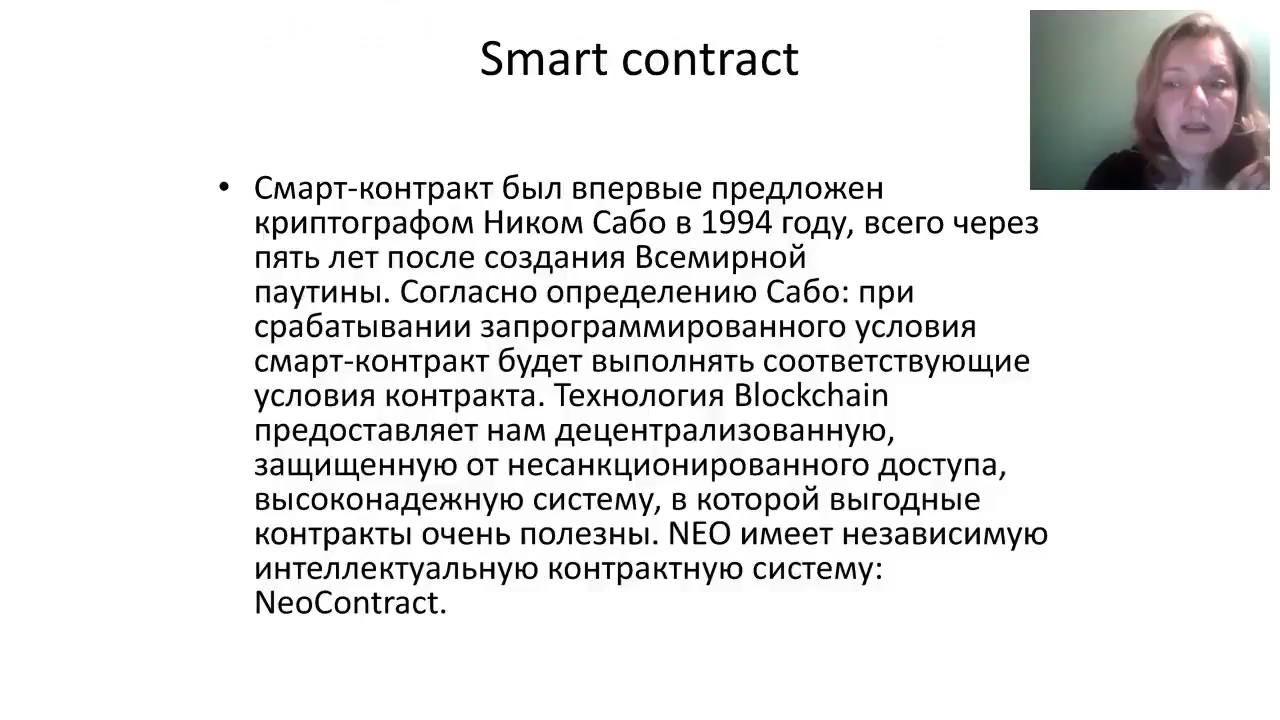 Smart contract
• Смарт-контракт был впервые предложен
криптографом Ником Сабо в 1994 году, всего через
пять лет после создания Всемирной
паутины. Согласно определению Сабо: при
срабатывании запрограммированного условия
смарт-контракт будет выполнять соответствующие
условия контракта. Технология Blockchain
предоставляет нам децентрализованную,
защищенную от несанкционированного доступа,
высоконадежную систему, в которой выгодные
контракты очень полезны. NEO имеет независимую
интеллектуальную контрактную систему:
NeoContract.